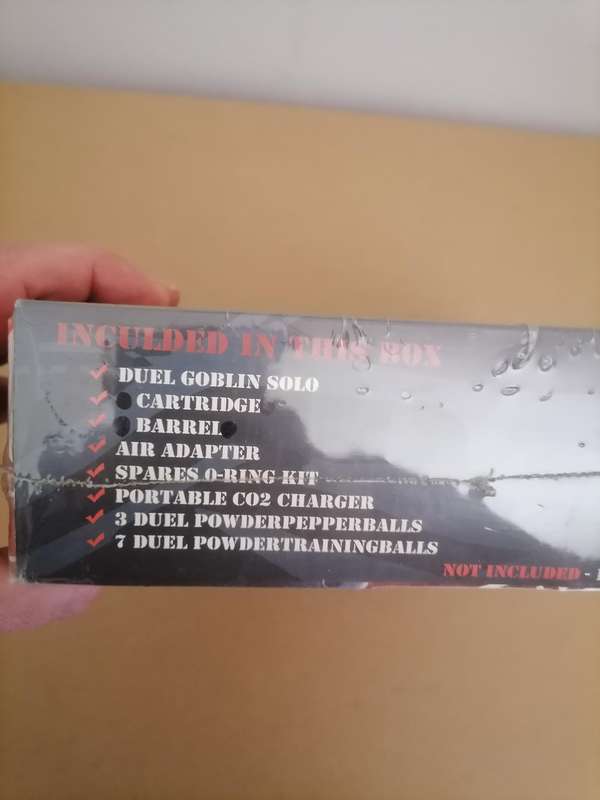 INCULDED IN THIS BOX
DUEL GOBLIN SOLO
CARTRIDGE
BARREL
AIR ADAPTER
SPARES O-RING KIT
PORTABLE CO2 CHARGER
3 DUEL POWDERPEPPERBALLS
7 DUEL POWDERTRAININGBALLS
NOT INCLUDED -